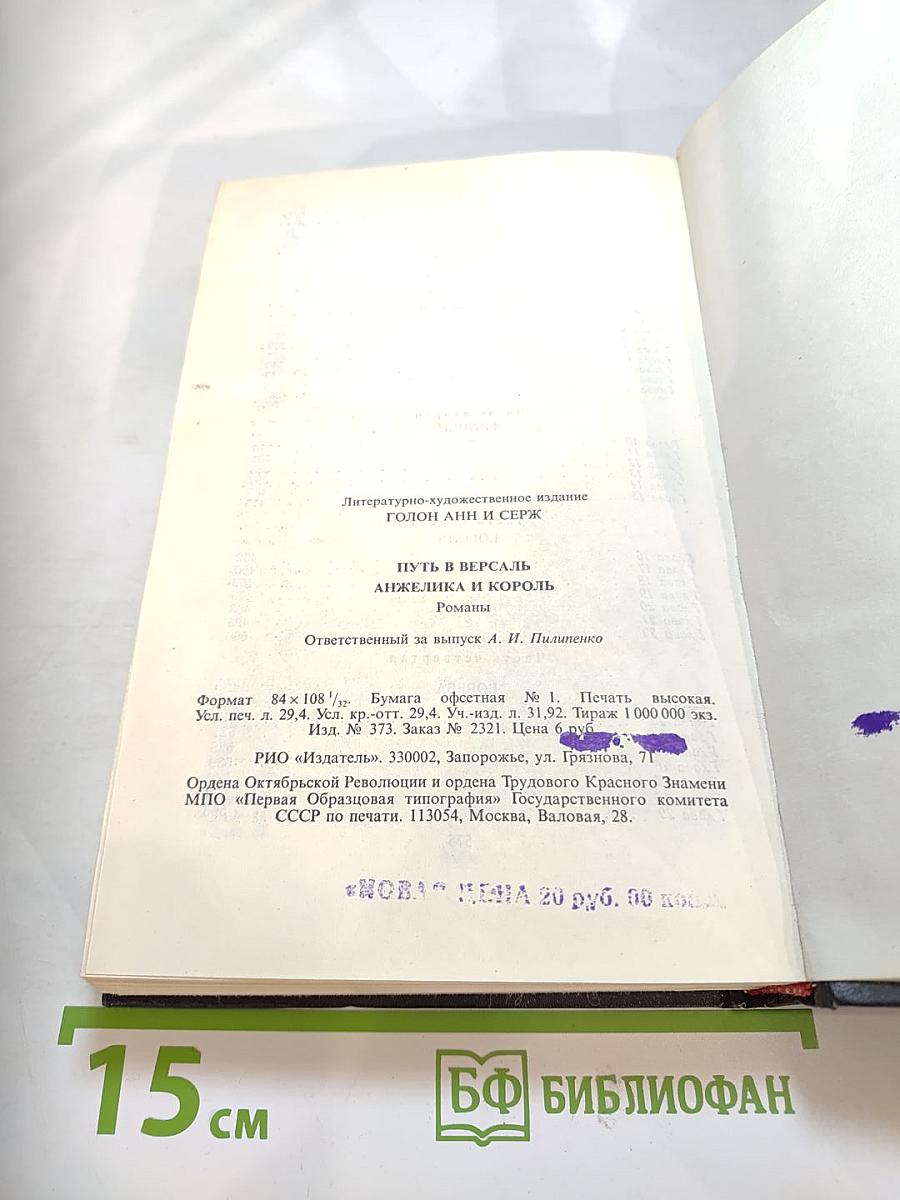 Литературно-художественное издание
ГОЛОН АНН И СЕРЖ
ПУТЬ В ВЕРСАЛЬ
АНЖЕЛИКА И КОРОЛЬ
Романы
Ответственный за выпуск А. И. Пилипенко
Формат 84×108 1/32. Бумага офсетная № 1. Печать высокая.
Усл. печ. л. 29,4. Усл. кр.-отт. 29,4. Уч.-изд. л. 31,92. Тираж 1 000 000 экз.
Изд. № 373. Заказ № 2321. Цена 6 руб.
РИО «Издатель». 330002, Запорожье, ул. Грязнова, 71
Ордена Октябрьской Революции и ордена Трудового Красного Знамени
МПО «Первая Образцовая типография» Государственного комитета
СССР по печати. 113054, Москва, Валовая, 28.
ЦЕНА 20 руб. 00
15 см
БФ БИБЛИОФАН